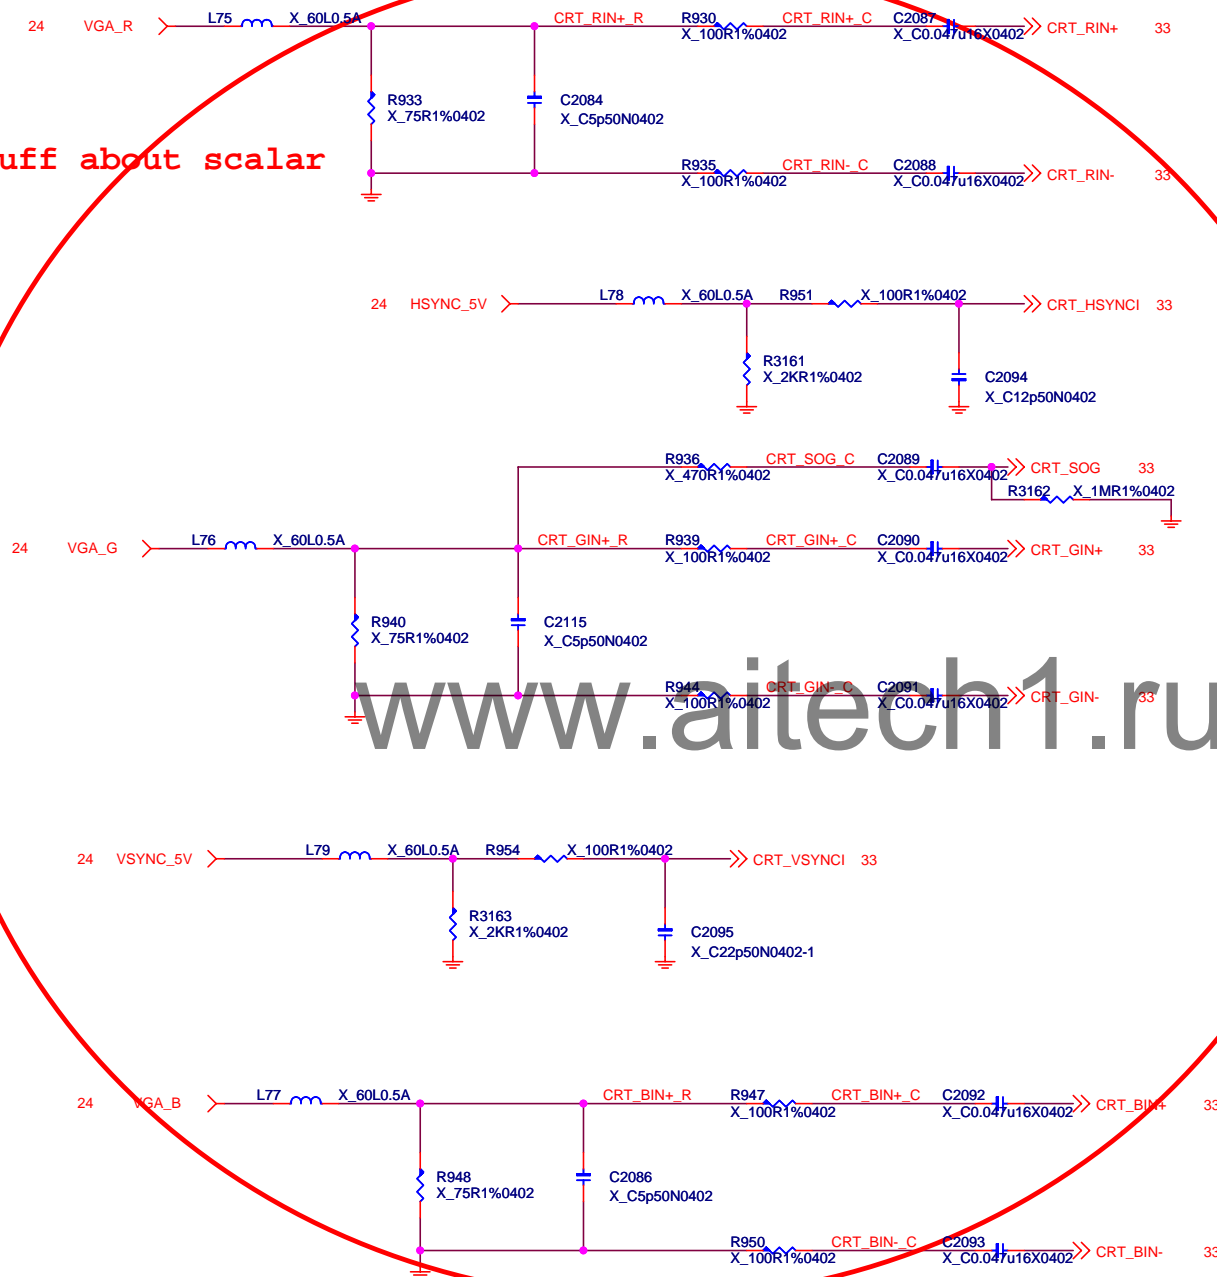 24 VGA_R L75 X_60L0.5A CRT_RIN+_R R930 X_100R1%0402 CRT_RIN+_C C2087 X_C0.047u16X0402 CRT_RIN+ 33
R933
X_75R1%0402
C2084
X_C5p50N0402
uff about scalar
R935 X_100R1%0402 CRT_RIN-_C C2088 X_C0.047u16X0402 CRT_RIN- 33
24 HSYNC_5V L78 X_60L0.5A R951 X_100R1%0402 CRT_HSYNCI 33
R3161
X_2KR1%0402
C2094
X_C12p50N0402
R936 X_470R1%0402 CRT_SOG_C C2089 X_C0.047u16X0402 CRT_SOG 33
R3162 X_1MR1%0402
24 VGA_G L76 X_60L0.5A CRT_GIN+_R R939 X_100R1%0402 CRT_GIN+_C C2090 X_C0.047u16X0402 CRT_GIN+ 33
R940
X_75R1%0402
C2115
X_C5p50N0402
R944 X_100R1%0402 CRT_GIN-_C C2091 X_C0.047u16X0402 CRT_GIN- 33
www.aitech1.ru
24 VSYNC_5V L79 X_60L0.5A R954 X_100R1%0402 CRT_VSYNCI 33
R3163
X_2KR1%0402
C2095
X_C22p50N0402-1
24 VGA_B L77 X_60L0.5A CRT_BIN+_R R947 X_100R1%0402 CRT_BIN+_C C2092 X_C0.047u16X0402 CRT_BIN+ 33
R948
X_75R1%0402
C2086
X_C5p50N0402
R950 X_100R1%0402 CRT_BIN-_C C2093 X_C0.047u16X0402 CRT_BIN- 33